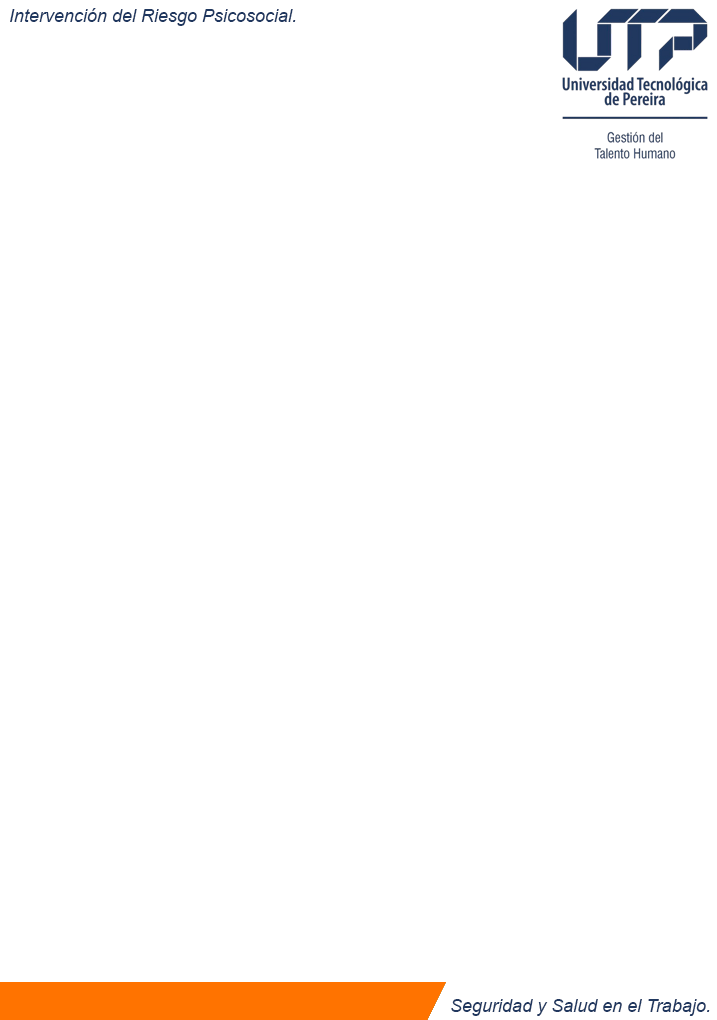 Intervención del Riesgo Psicosocial.
UTP
Universidad Tecnológica
de Pereira
Gestión del
Talento Humano
Seguridad y Salud en el Trabajo.